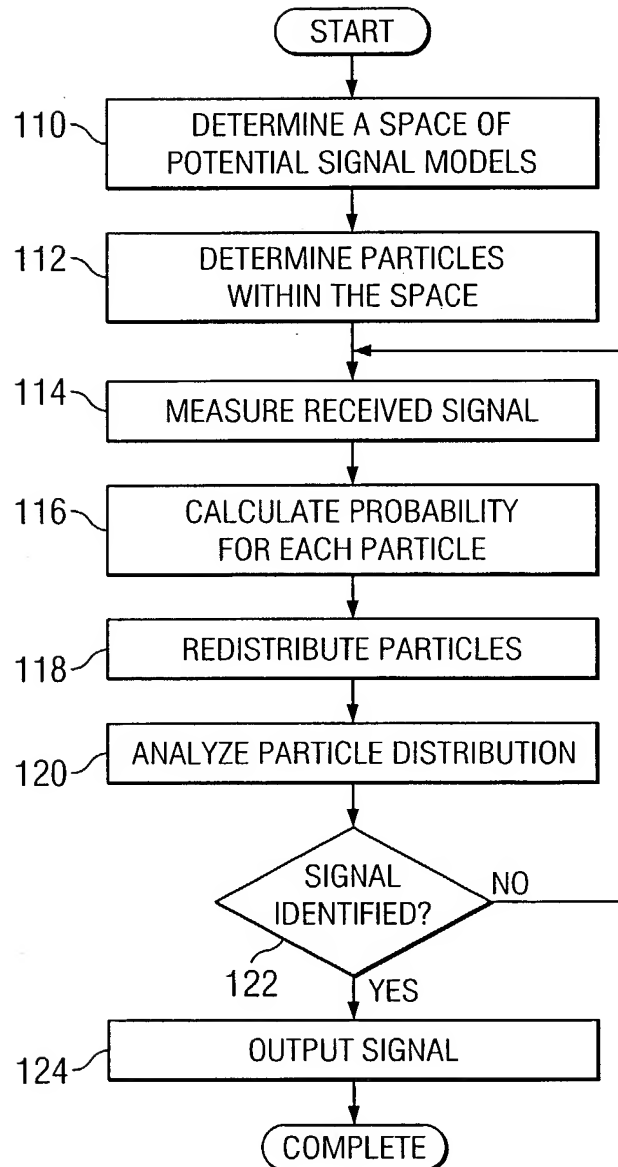 START
110
DETERMINE A SPACE OF
POTENTIAL SIGNAL MODELS
112
DETERMINE PARTICLES
WITHIN THE SPACE
114
MEASURE RECEIVED SIGNAL
116
CALCULATE PROBABILITY
FOR EACH PARTICLE
118
REDISTRIBUTE PARTICLES
120
ANALYZE PARTICLE DISTRIBUTION
SIGNAL
IDENTIFIED?
NO
122
YES
124
OUTPUT SIGNAL
COMPLETE